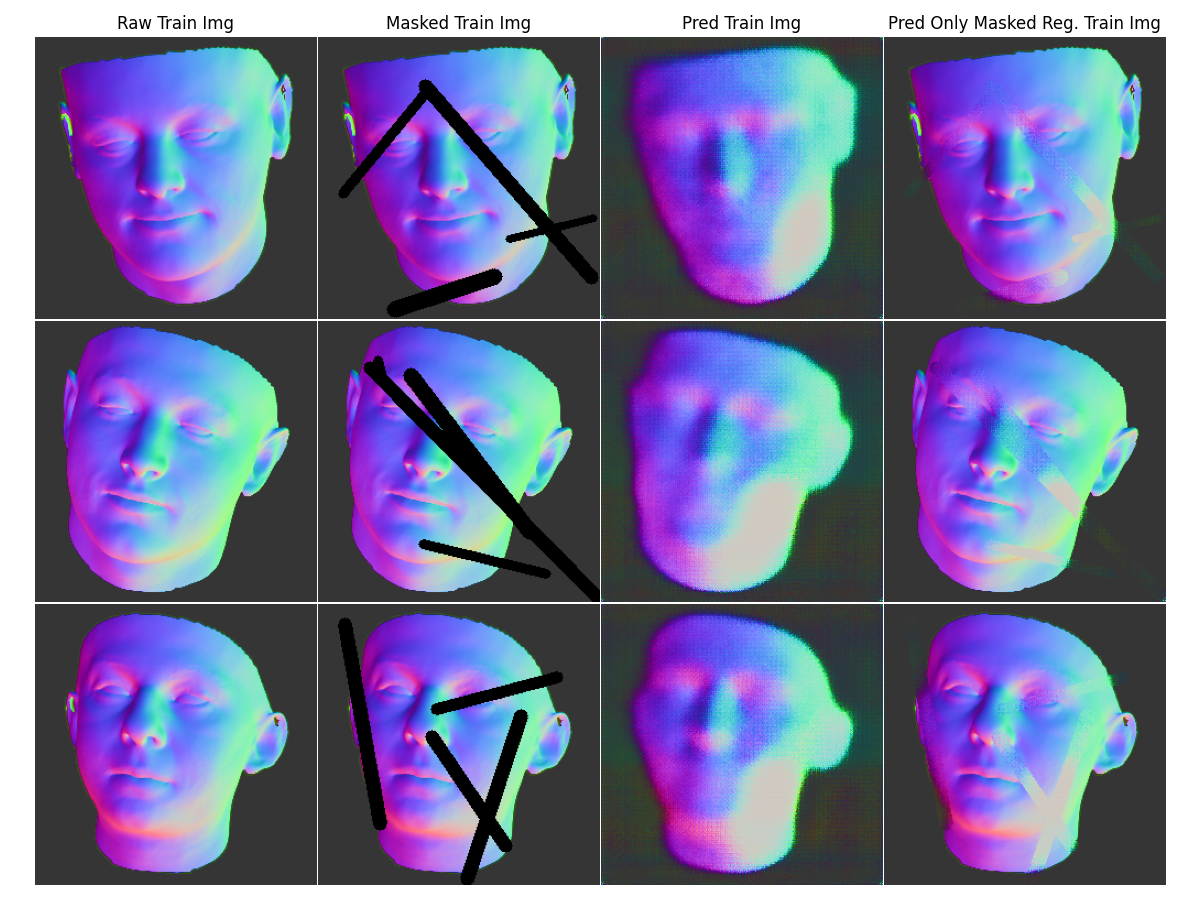 Raw Train Img
Masked Train Img
Pred Train Img
Pred Only Masked Reg. Train Img